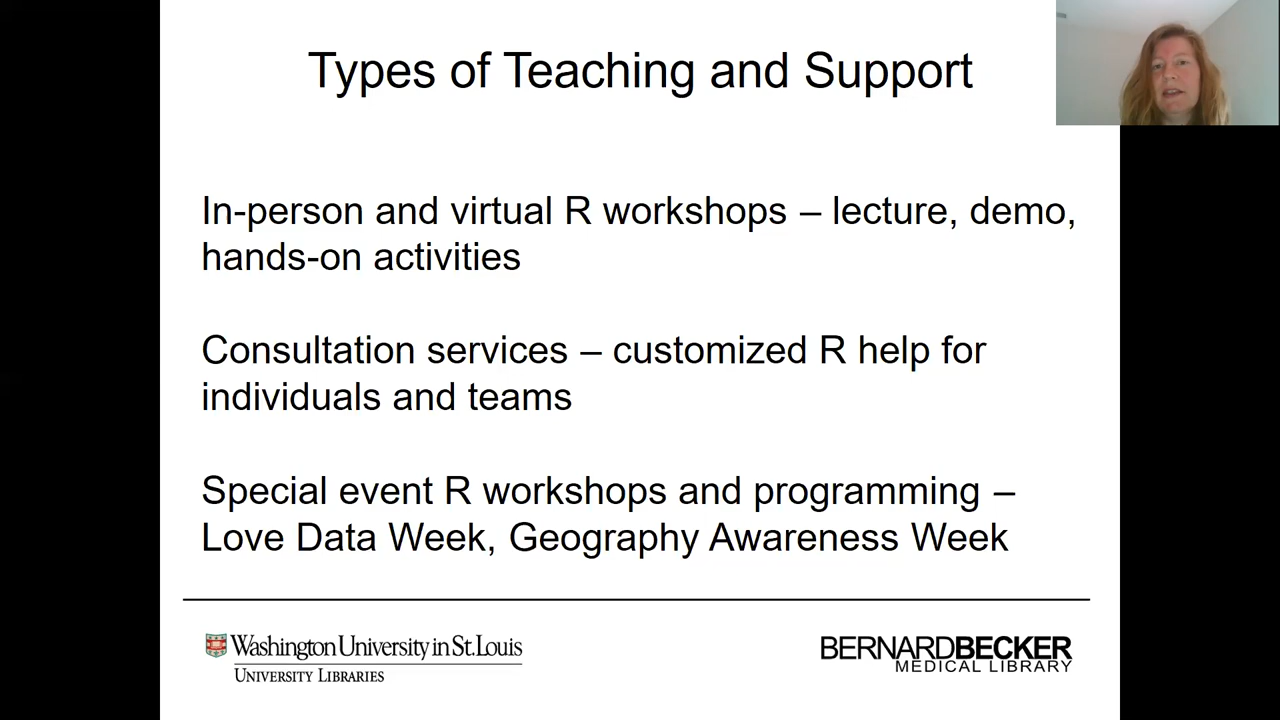 Types of Teaching and Support
In-person and virtual R workshops – lecture, demo,
hands-on activities
Consultation services – customized R help for
individuals and teams
Special event R workshops and programming –
Love Data Week, Geography Awareness Week
Washington University in St. Louis
UNIVERSITY LIBRARIES
BERNARDBECKER
MEDICAL LIBRARY